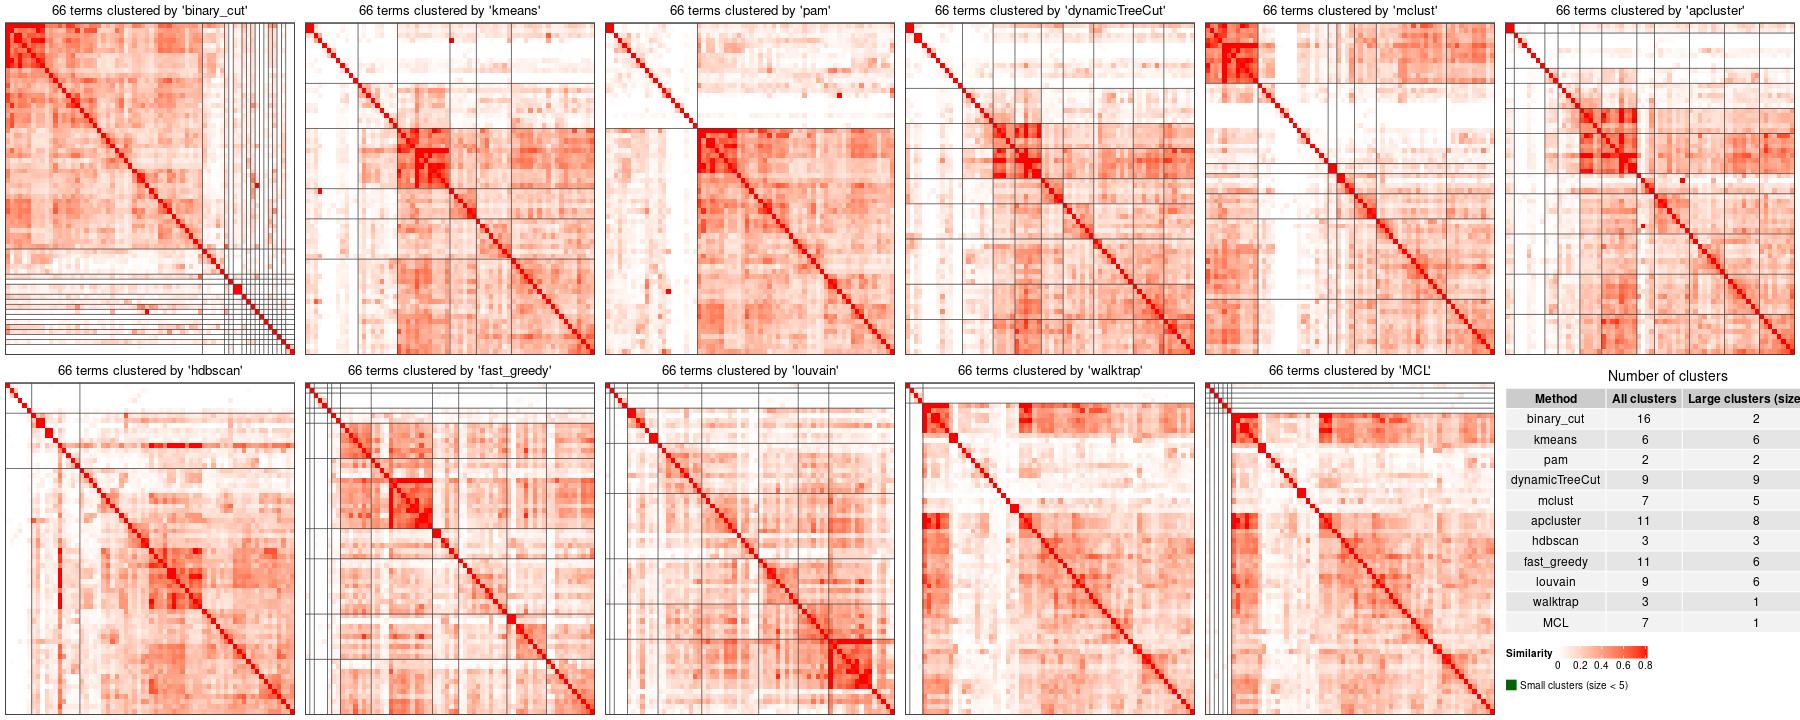 66 terms clustered by 'binary_cut'
66 terms clustered by 'kmeans'
66 terms clustered by 'pam'
66 terms clustered by 'dynamicTreeCut'
66 terms clustered by 'mclust'
66 terms clustered by 'apcluster'
66 terms clustered by 'hdbscan'
66 terms clustered by 'fast_greedy'
66 terms clustered by 'louvain'
66 terms clustered by 'walktrap'
66 terms clustered by 'MCL'
Number of clusters
Method All clusters Large clusters (size
binary_cut 16 2
kmeans 6 6
pam 2 2
dynamicTreeCut 9 9
mclust 7 5
apcluster 11 8
hdbscan 3 3
fast_greedy 11 6
louvain 9 6
walktrap 3 1
MCL 7 1
Similarity
0 0.2 0.4 0.6 0.8
Small clusters (size < 5)